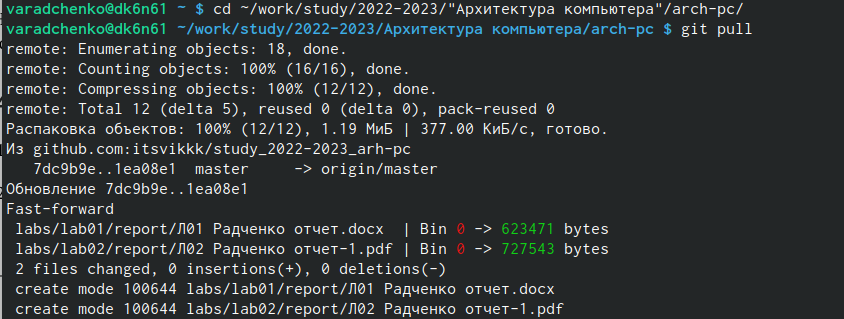 varadchenko@dk6n61 ~ $ cd ~/work/study/2022-2023/"Архитектура компьютера"/arch-pc/
varadchenko@dk6n61 ~/work/study/2022-2023/Архитектура компьютера/arch-pc $ git pull
remote: Enumerating objects: 18, done.
remote: Counting objects: 100% (16/16), done.
remote: Compressing objects: 100% (12/12), done.
remote: Total 12 (delta 5), reused 0 (delta 0), pack-reused 0
Распаковка объектов: 100% (12/12), 1.19 МиБ | 377.00 КиБ/с, готово.
Из github.com:itsvikkk/study_2022-2023_arh-pc
   7dc9b9e..1ea08e1  master     -> origin/master
Обновление 7dc9b9e..1ea08e1
Fast-forward
 labs/lab01/report/Л01 Радченко отчет.docx  | Bin 0 -> 623471 bytes
 labs/lab02/report/Л02 Радченко отчет-1.pdf | Bin 0 -> 727543 bytes
 2 files changed, 0 insertions(+), 0 deletions(-)
 create mode 100644 labs/lab01/report/Л01 Радченко отчет.docx
 create mode 100644 labs/lab02/report/Л02 Радченко отчет-1.pdf